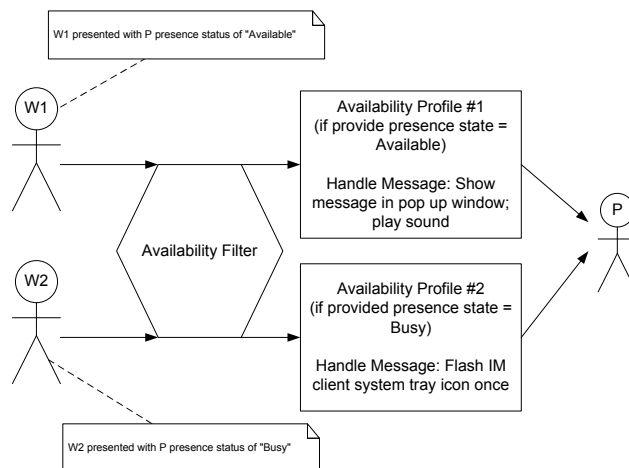 W1 presented with P presence status of "Available"
W1
Availability Profile #1
(if provide presence state =
Available)
Handle Message: Show
message in pop up window;
play sound
P
Availability Filter
W2
Availability Profile #2
(if provided presence state =
Busy)
Handle Message: Flash IM
client system tray icon once
W2 presented with P presence status of "Busy"